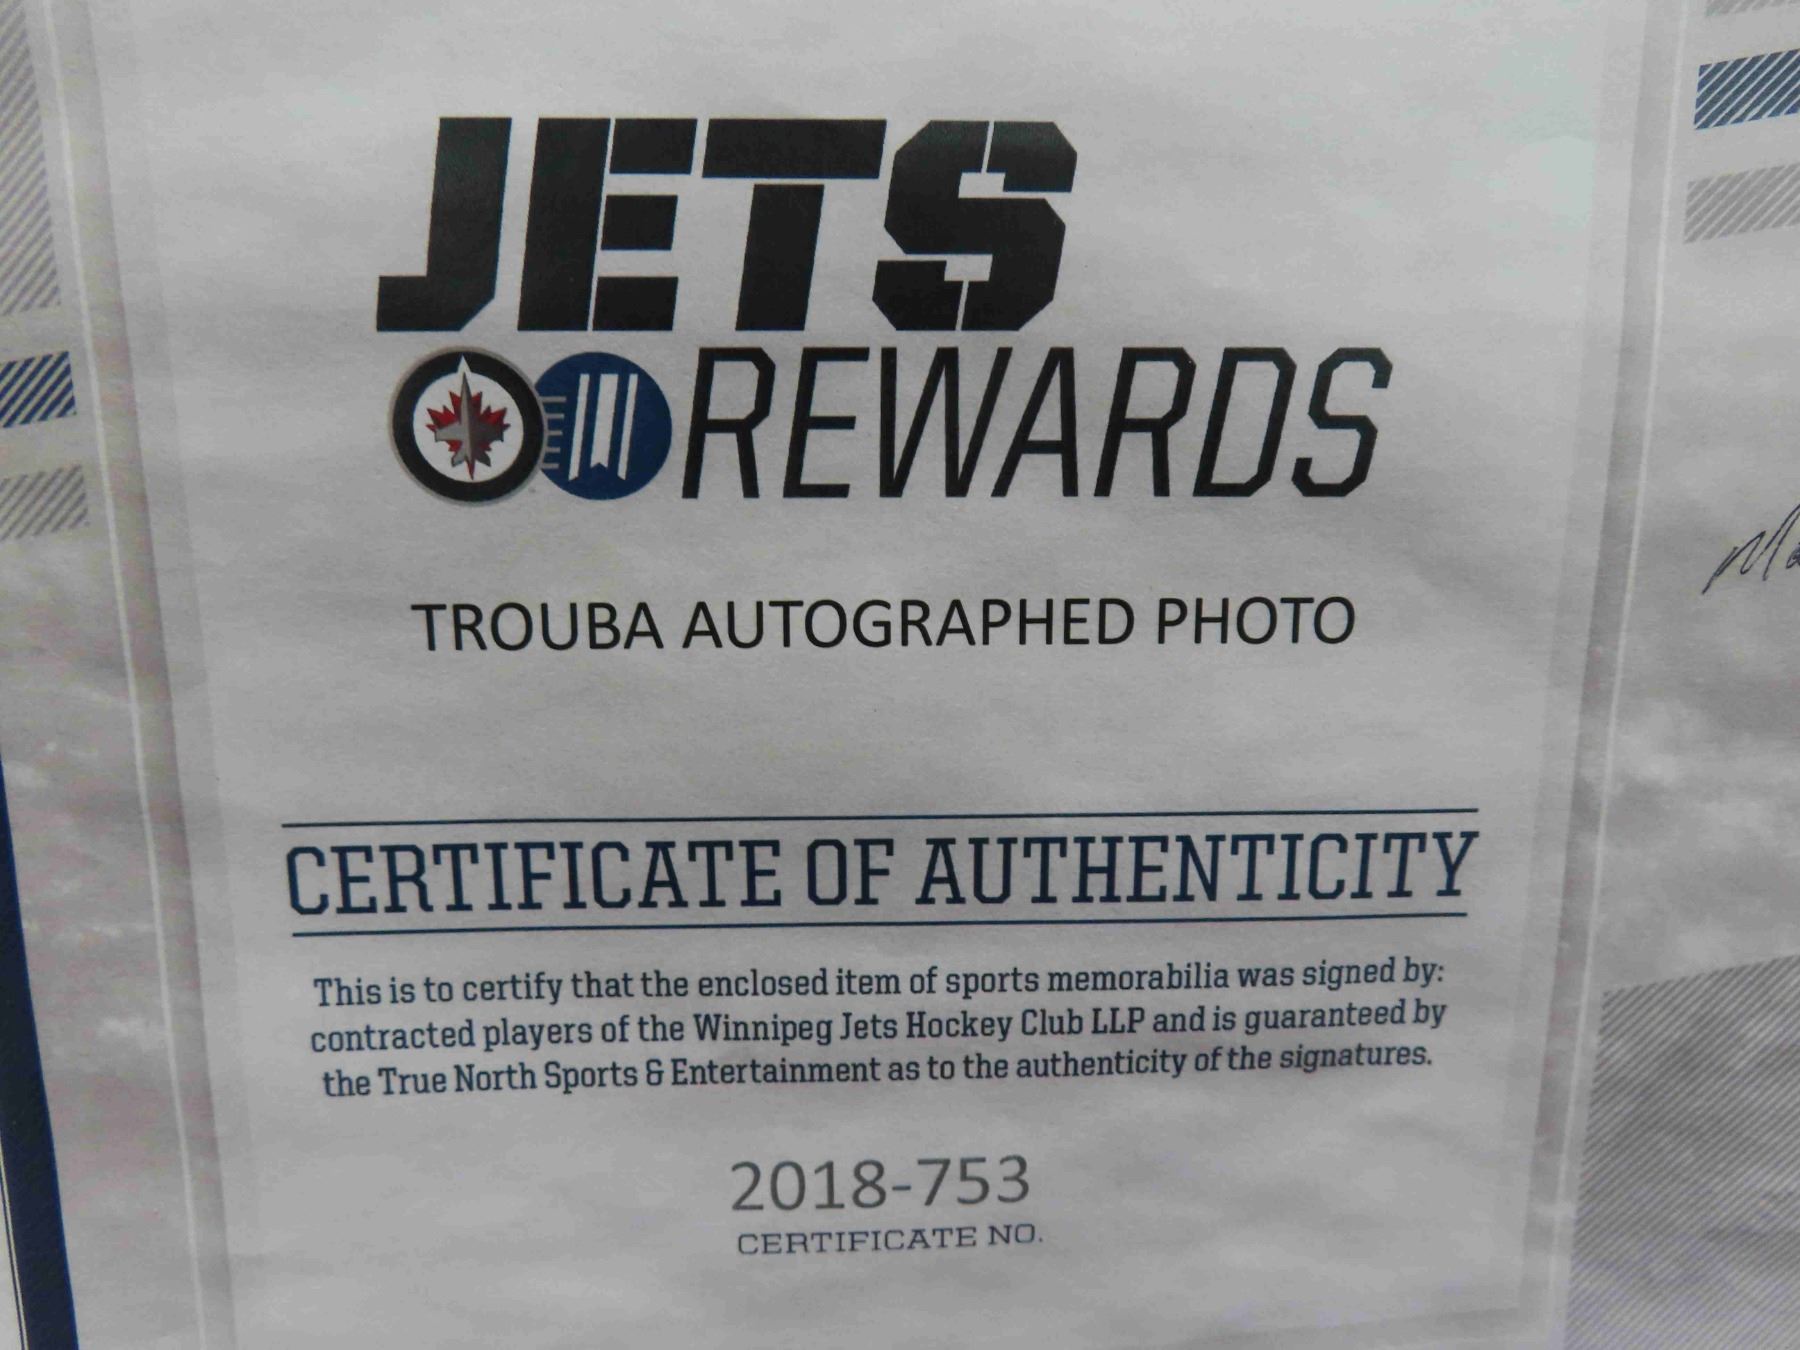 JETS
REWARDS
TROUBA AUTOGRAPHED PHOTO
CERTIFICATE OF AUTHENTICITY
This is to certify that the enclosed item of sports memorabilia was signed by:
contracted players of the Winnipeg Jets Hockey Club LLP and is guaranteed by
the True North Sports & Entertainment as to the authenticity of the signatures.
2018-753
CERTIFICATE NO.